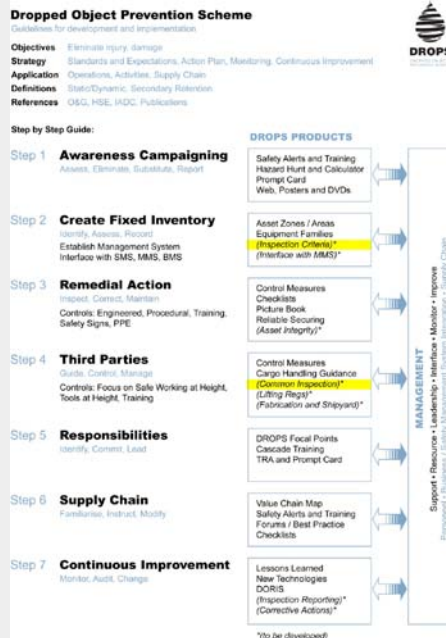 Dropped Object Prevention Scheme
Guidelines for development and implementation
DROPS
Objectives Eliminate injury, damage
Strategy Standards and Expectations, Action Plan, Monitoring, Continuous Improvement
Application Operations, Activities, Supply Chain
Definitions Static/Dynamic, Secondary Retention
References O&G, HSE, IADC, Publications
Step by Step Guide:
DROPS PRODUCTS
Step 1 Awareness Campaigning
Assess, Eliminate, Substitute, Report
Safety Alerts and Training
Hazard Hunt and Calculator
Prompt Card
Web, Posters and DVDs
Step 2 Create Fixed Inventory
Identify, Assess, Record
Establish Management System
Interface with SMS, MMS, BMS
Asset Zones / Areas
Equipment Families
(Inspection Criteria)*
(Interface with MMS)*
Step 3 Remedial Action
Inspect, Correct, Maintain
Controls: Engineered, Procedural, Training,
Safety Signs, PPE
Control Measures
Checklists
Picture Book
Reliable Securing
(Asset Integrity)*
Step 4 Third Parties
Guide, Control, Manage
Controls: Focus on Safe Working at Height,
Tools at Height, Training
Control Measures
Cargo Handling Guidance
(Common Inspection)*
(Lifting Regs)*
(Fabrication and Shipyard)*
Step 5 Responsibilities
Identify, Commit, Lead
DROPS Focal Points
Cascade Training
TRA and Prompt Card
Step 6 Supply Chain
Familiarise, Instruct, Modify
Value Chain Map
Safety Alerts and Training
Forums / Best Practice
Checklists
Step 7 Continuous Improvement
Monitor, Audit, Change
Lessons Learned
New Technologies
DORIS
(Inspection Reporting)*
(Corrective Actions)*
*(to be developed)
MANAGEMENT
Support • Resource • Leadership • Interface • Monitor • Improve
Personnel • Business / Safety Management System Integration • Supply Chain